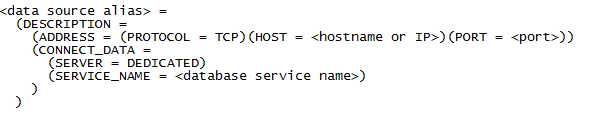 <data source alias> =
  (DESCRIPTION =
    (ADDRESS = (PROTOCOL = TCP)(HOST = <hostname or IP>)(PORT = <port>))
    (CONNECT_DATA =
      (SERVER = DEDICATED)
      (SERVICE_NAME = <database service name>)
    )
  )